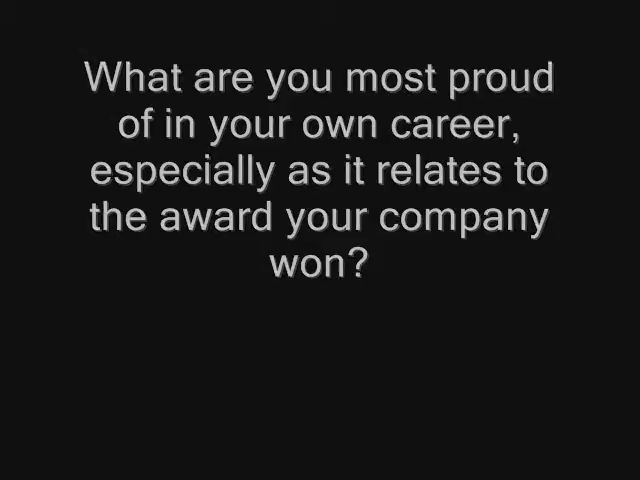 What are you most proud
of in your own career,
especially as it relates to
the award your company
won?